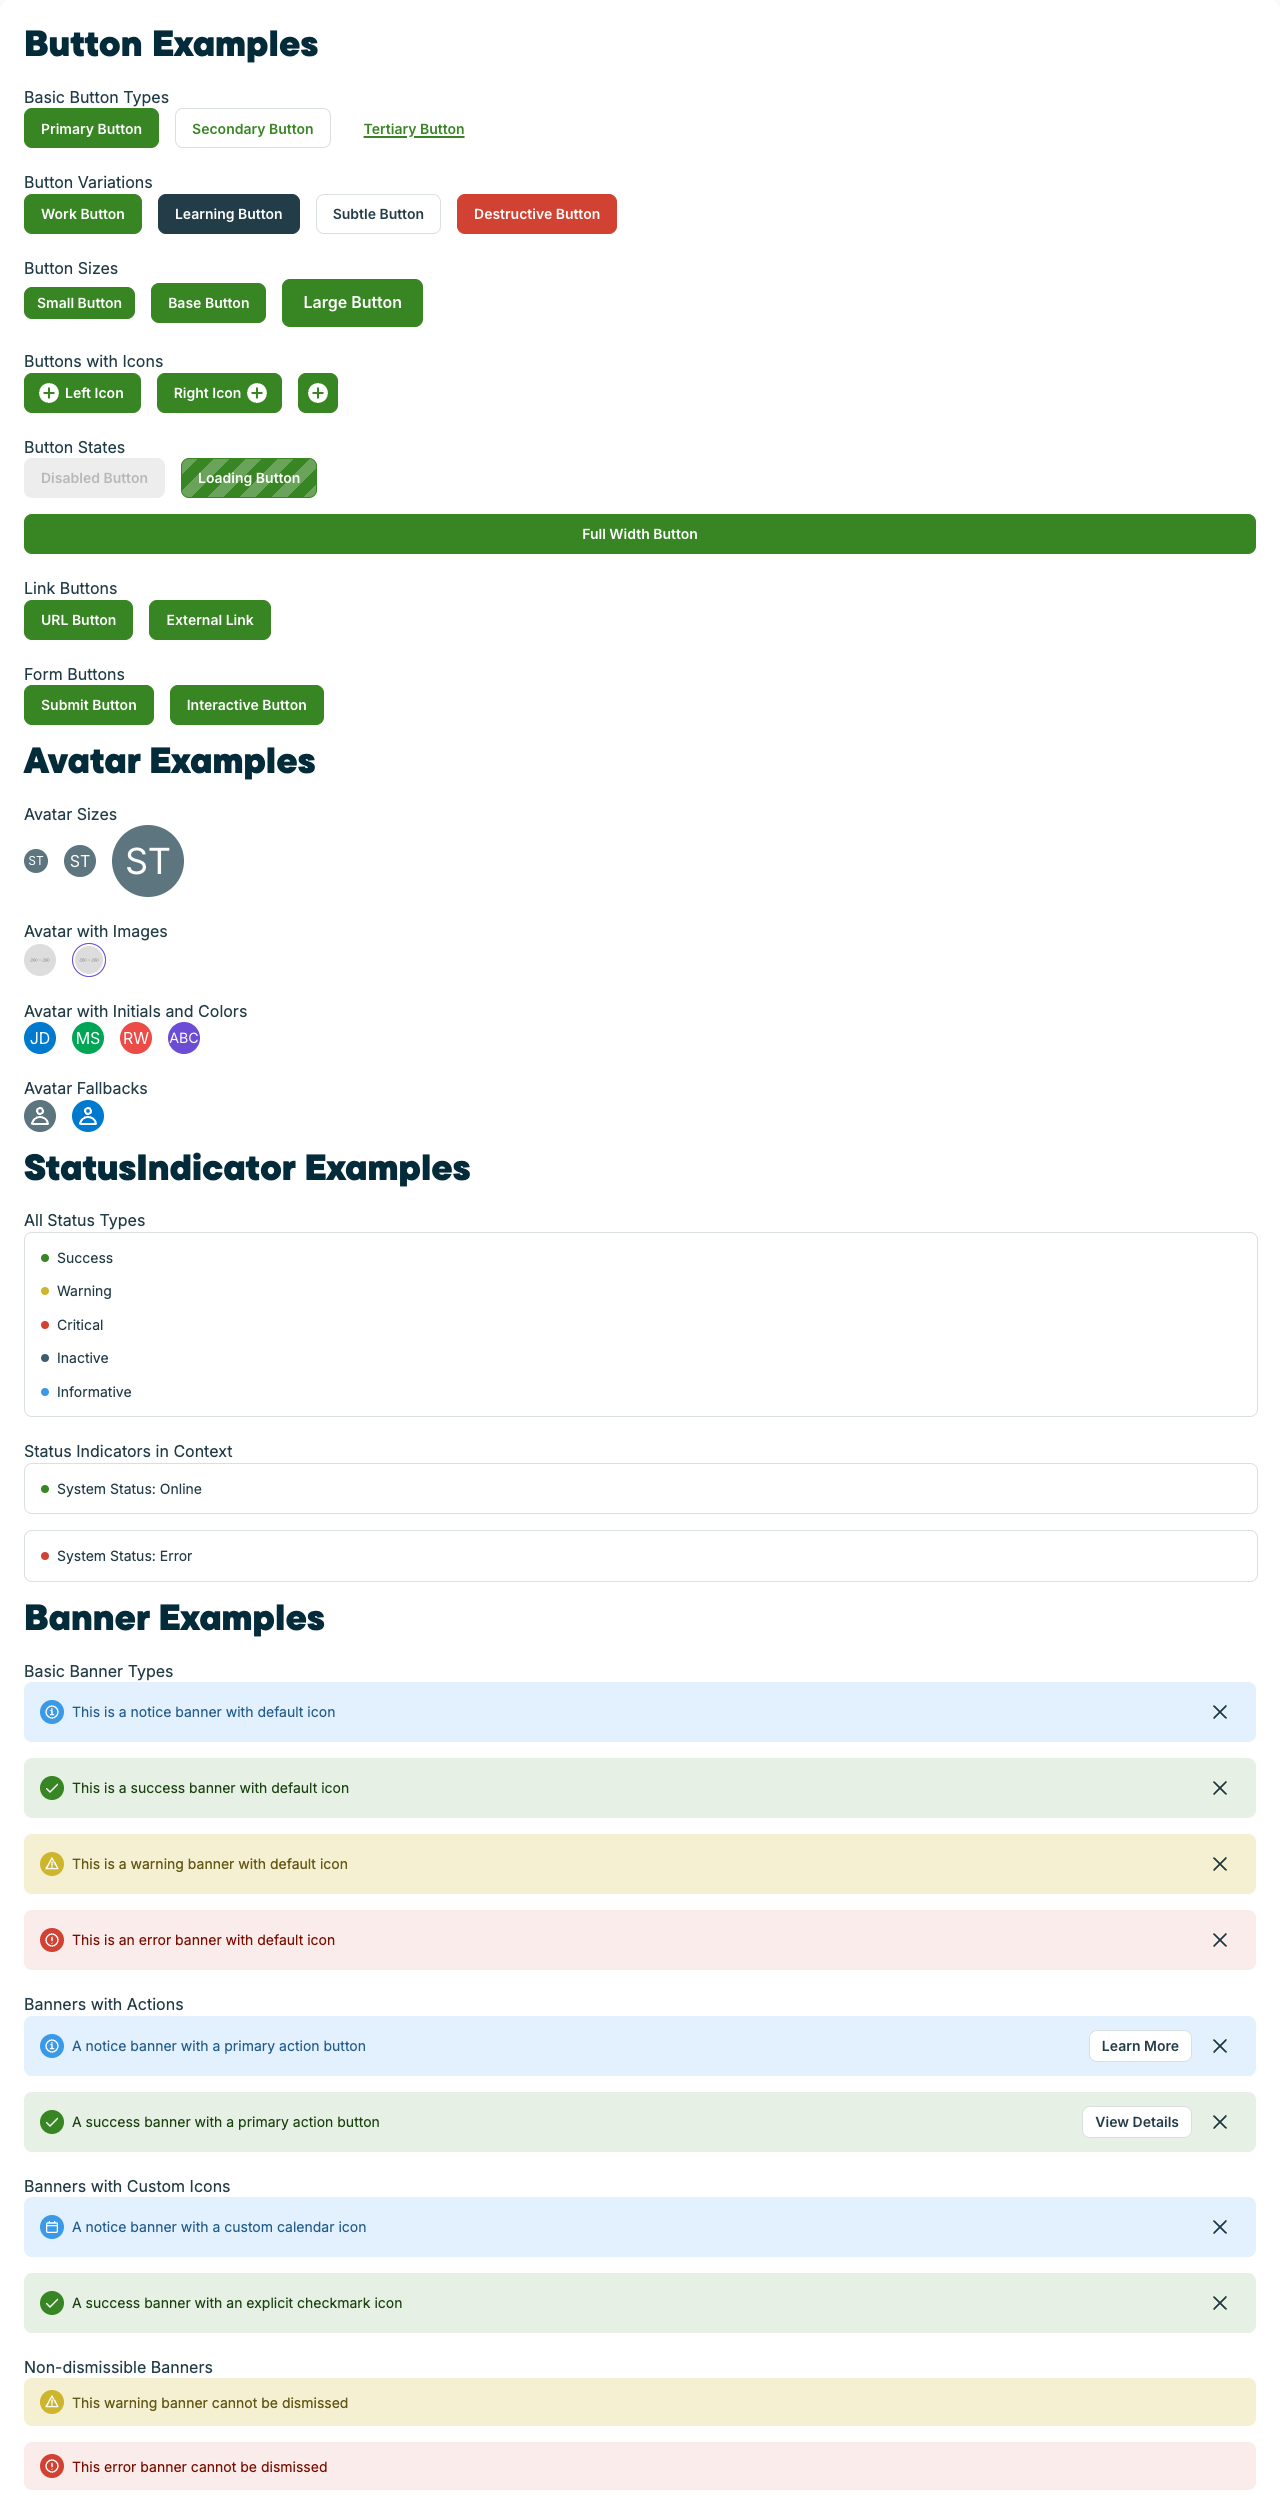 Button Examples
Basic Button Types
Primary Button Secondary Button Tertiary Button
Button Variations
Work Button Learning Button Subtle Button Destructive Button
Button Sizes
Small Button Base Button Large Button
Buttons with Icons
Left Icon Right Icon
Button States
Disabled Button Loading Button
Full Width Button
Link Buttons
URL Button External Link
Form Buttons
Submit Button Interactive Button
Avatar Examples
Avatar Sizes
ST ST ST
Avatar with Images
Avatar with Initials and Colors
JD MS RW ABC
Avatar Fallbacks
StatusIndicator Examples
All Status Types
Success
Warning
Critical
Inactive
Informative
Status Indicators in Context
System Status: Online
System Status: Error
Banner Examples
Basic Banner Types
This is a notice banner with default icon
This is a success banner with default icon
This is a warning banner with default icon
This is an error banner with default icon
Banners with Actions
A notice banner with a primary action button Learn More
A success banner with a primary action button View Details
Banners with Custom Icons
A notice banner with a custom calendar icon
A success banner with an explicit checkmark icon
Non-dismissible Banners
This warning banner cannot be dismissed
This error banner cannot be dismissed